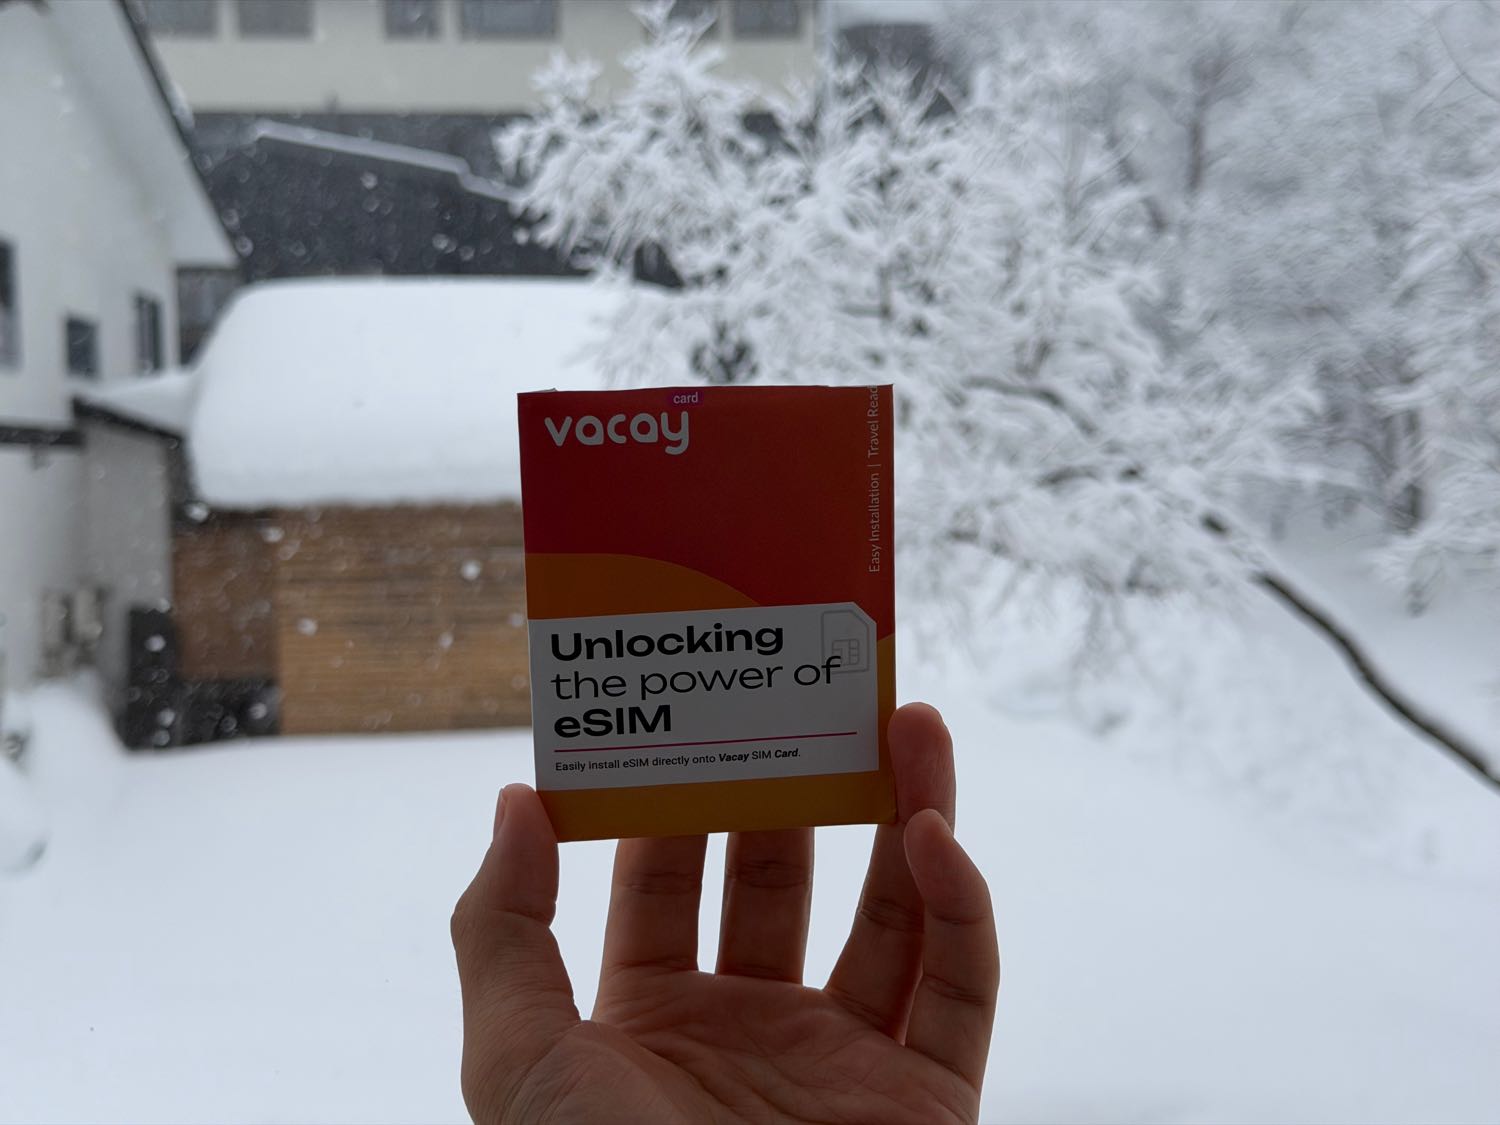 card
vacay
Easy Installation | Travel Read
Unlocking
the power of
eSIM
Easily install eSIM directly onto Vacay SIM Card.